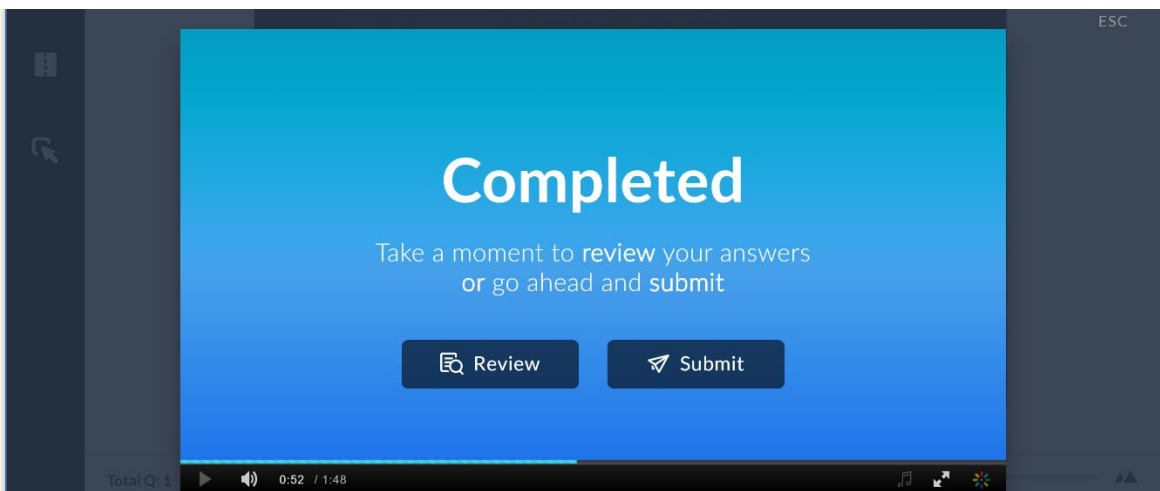 ESC
Completed
Take a moment to review your answers
or go ahead and submit
Review
Submit
Total Q: 1
0:52 / 1:48